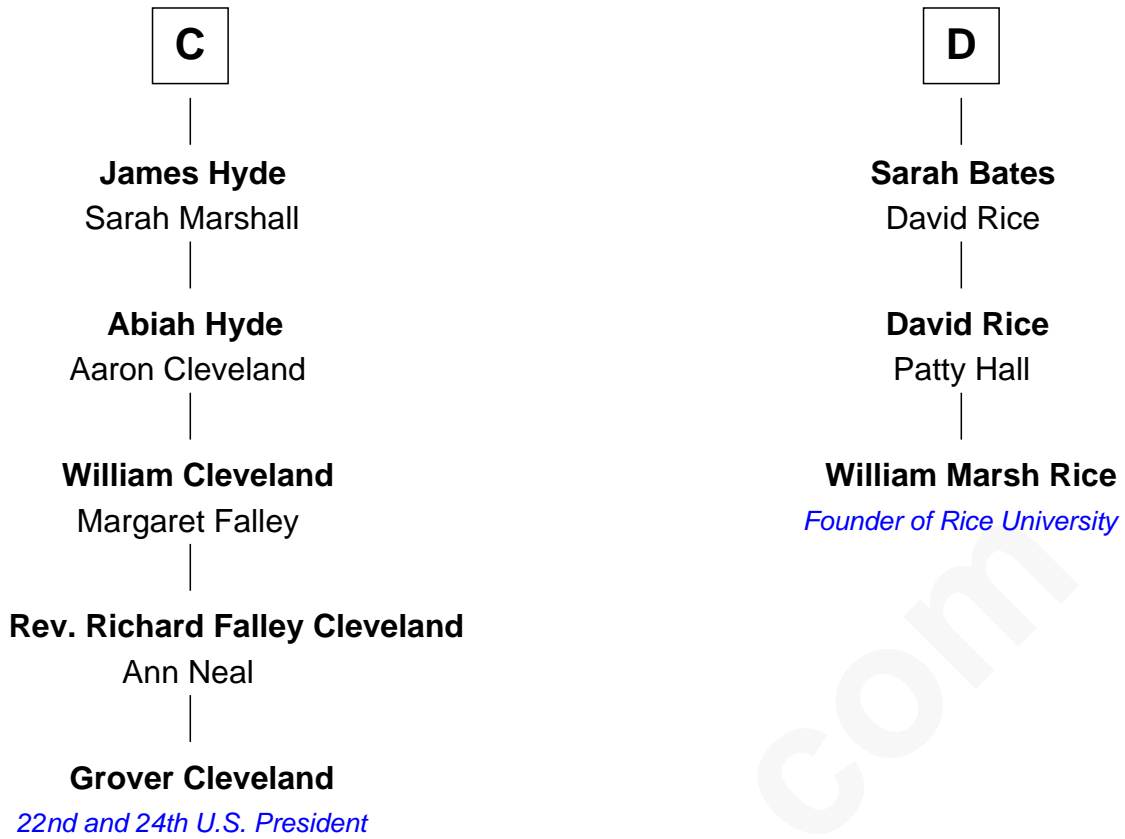 C
James Hyde
Sarah Marshall
Abiah Hyde
Aaron Cleveland
William Cleveland
Margaret Falley
Rev. Richard Falley Cleveland
Ann Neal
Grover Cleveland
22nd and 24th U.S. President
D
Sarah Bates
David Rice
David Rice
Patty Hall
William Marsh Rice
Founder of Rice University
com